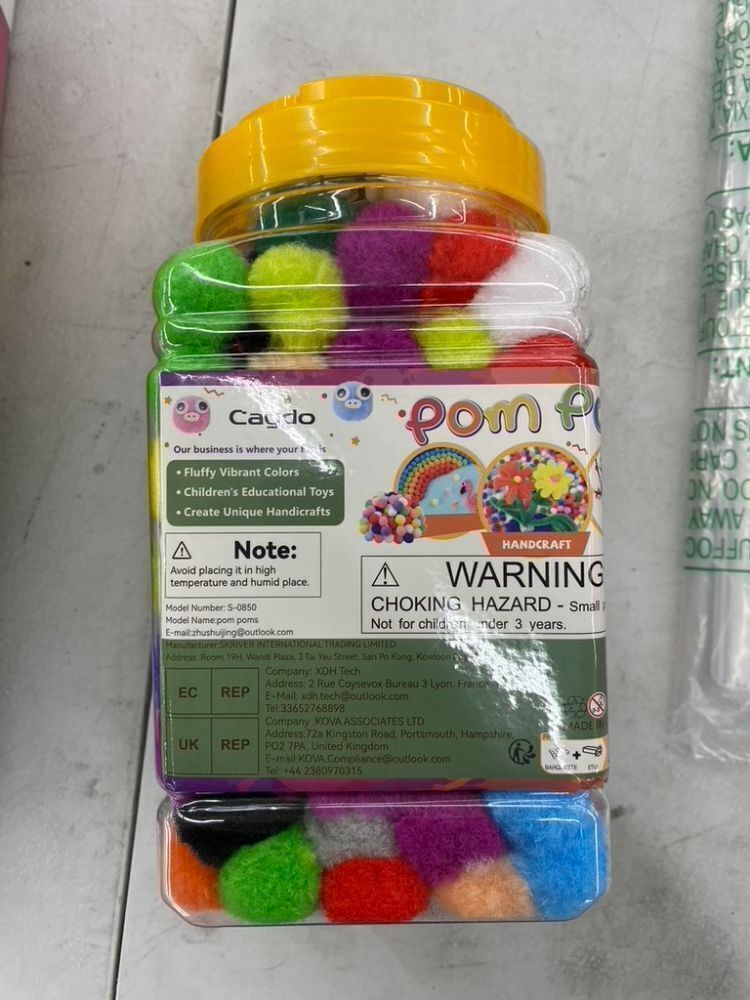 Caydo
POM P
Our business is where your fun is
• Fluffy Vibrant Colors
• Children's Educational Toys
• Create Unique Handicrafts
HANDCRAFT
Note:
Avoid placing it in high
temperature and humid place.
WARNING
CHOKING HAZARD - Small
Not for children under 3 years.
Model Number: S-0850
Model Name:pom poms
E-mail:zhushuijing@outlook.com
Manufacturer:SKRIVER INTERNATIONAL TRADING LIMITED
Address :Room 19H, Wandi Plaza, 3 Tai Yau Street, San Po Kong, Kowloon
EC REP
Company: XDH Tech
Address: 2 Rue Coysevox Bureau 3 Lyon, France
E-Mail: xdh.tech@outlook.com
Tel:33652768898
UK REP
Company :KOVA ASSOCIATES LTD
Address:72a Kingston Road, Portsmouth, Hampshire,
PO2 7PA, United Kingdom
E-mail:KOVA.Compliance@outlook.com
Tel: +44 2380970315
MADE IN
FR
BARQUETTE + ÉTUI